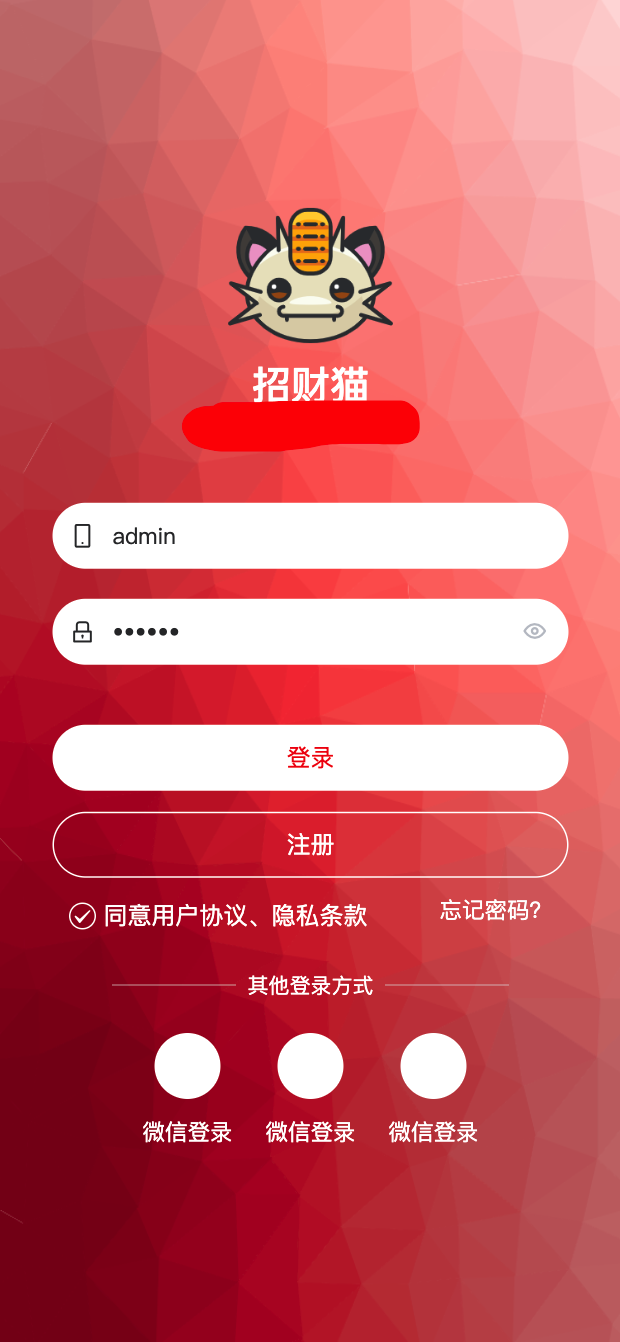 招财猫
admin
••••••
登录
注册
同意用户协议、隐私条款
忘记密码?
其他登录方式
微信登录 微信登录 微信登录